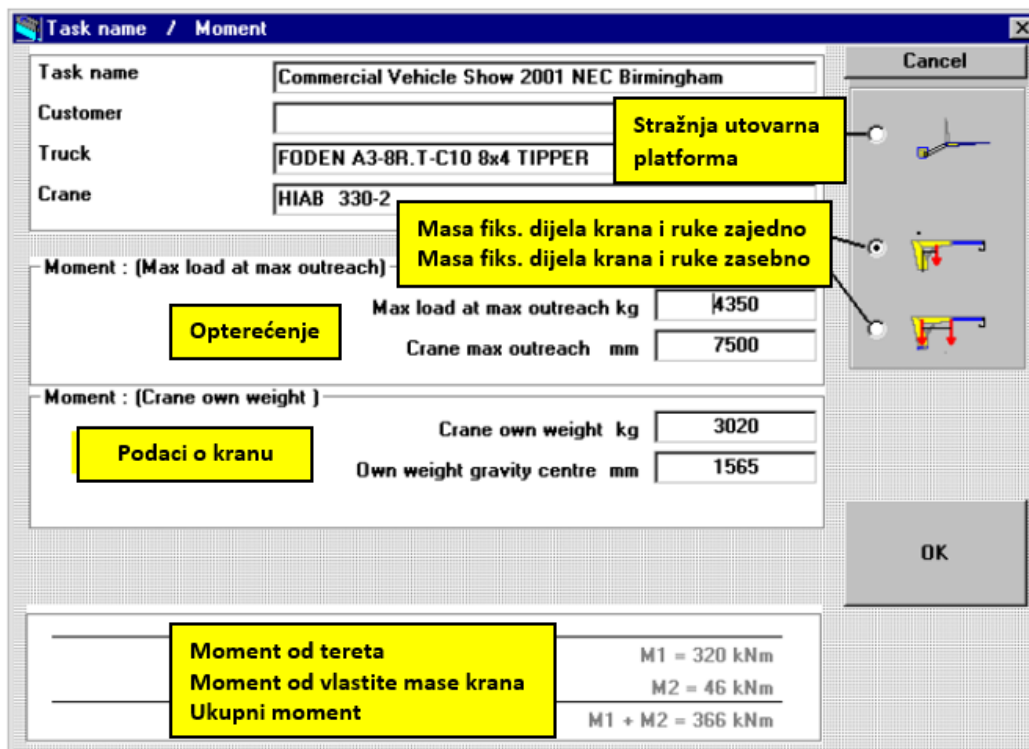 Task name / Moment
Cancel
Task name
Commercial Vehicle Show 2001 NEC Birmingham
Customer
Truck
FODEN A3-8R.T-C10 8x4 TIPPER
Crane
HIAB 330-2
Stražnja utovarna
platforma
Masa fiks. dijela krana i ruke zajedno
Masa fiks. dijela krana i ruke zasebno
Moment : (Max load at max outreach)
Opterećenje
Max load at max outreach kg 4350
Crane max outreach mm 7500
Moment : (Crane own weight )
Podaci o kranu
Crane own weight kg 3020
Own weight gravity centre mm 1565
OK
Moment od tereta
Moment od vlastite mase krana
Ukupni moment
M1 = 320 kNm
M2 = 46 kNm
M1 + M2 = 366 kNm